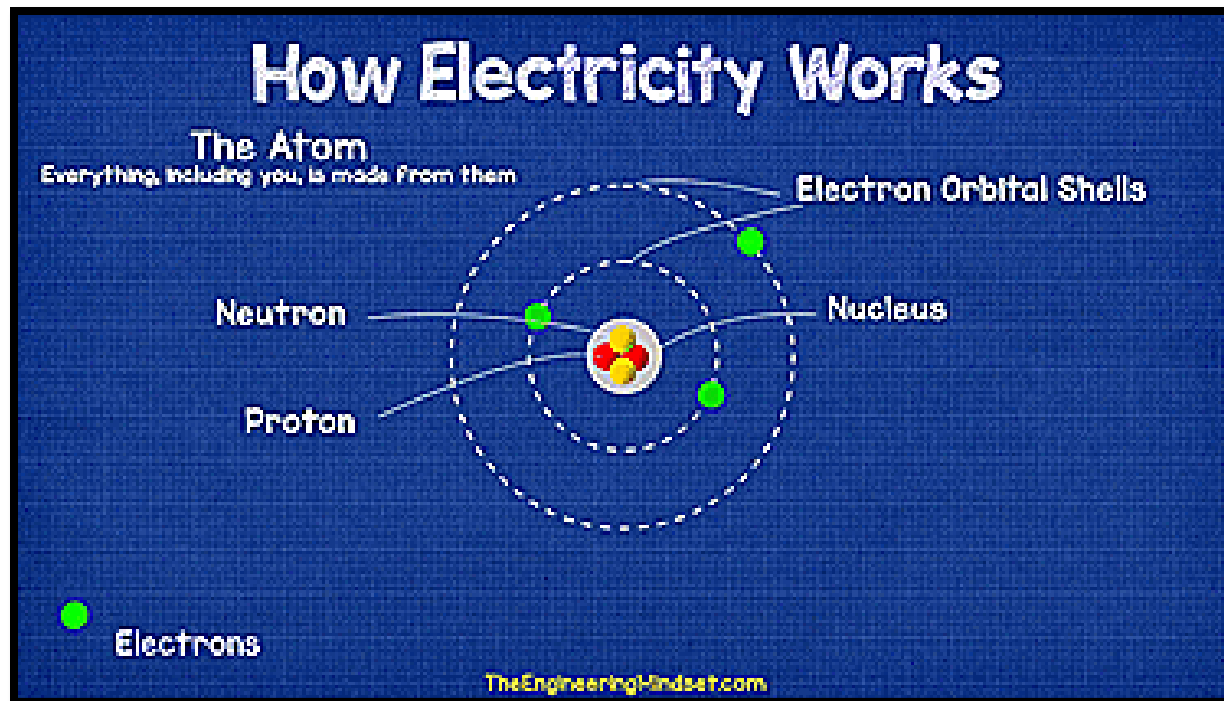 How Electricity Works
The Atom
Everything, including you, is made from them
Electron Orbital Shells
Neutron
Nucleus
Proton
Electrons
TheEngineeringMindset.com